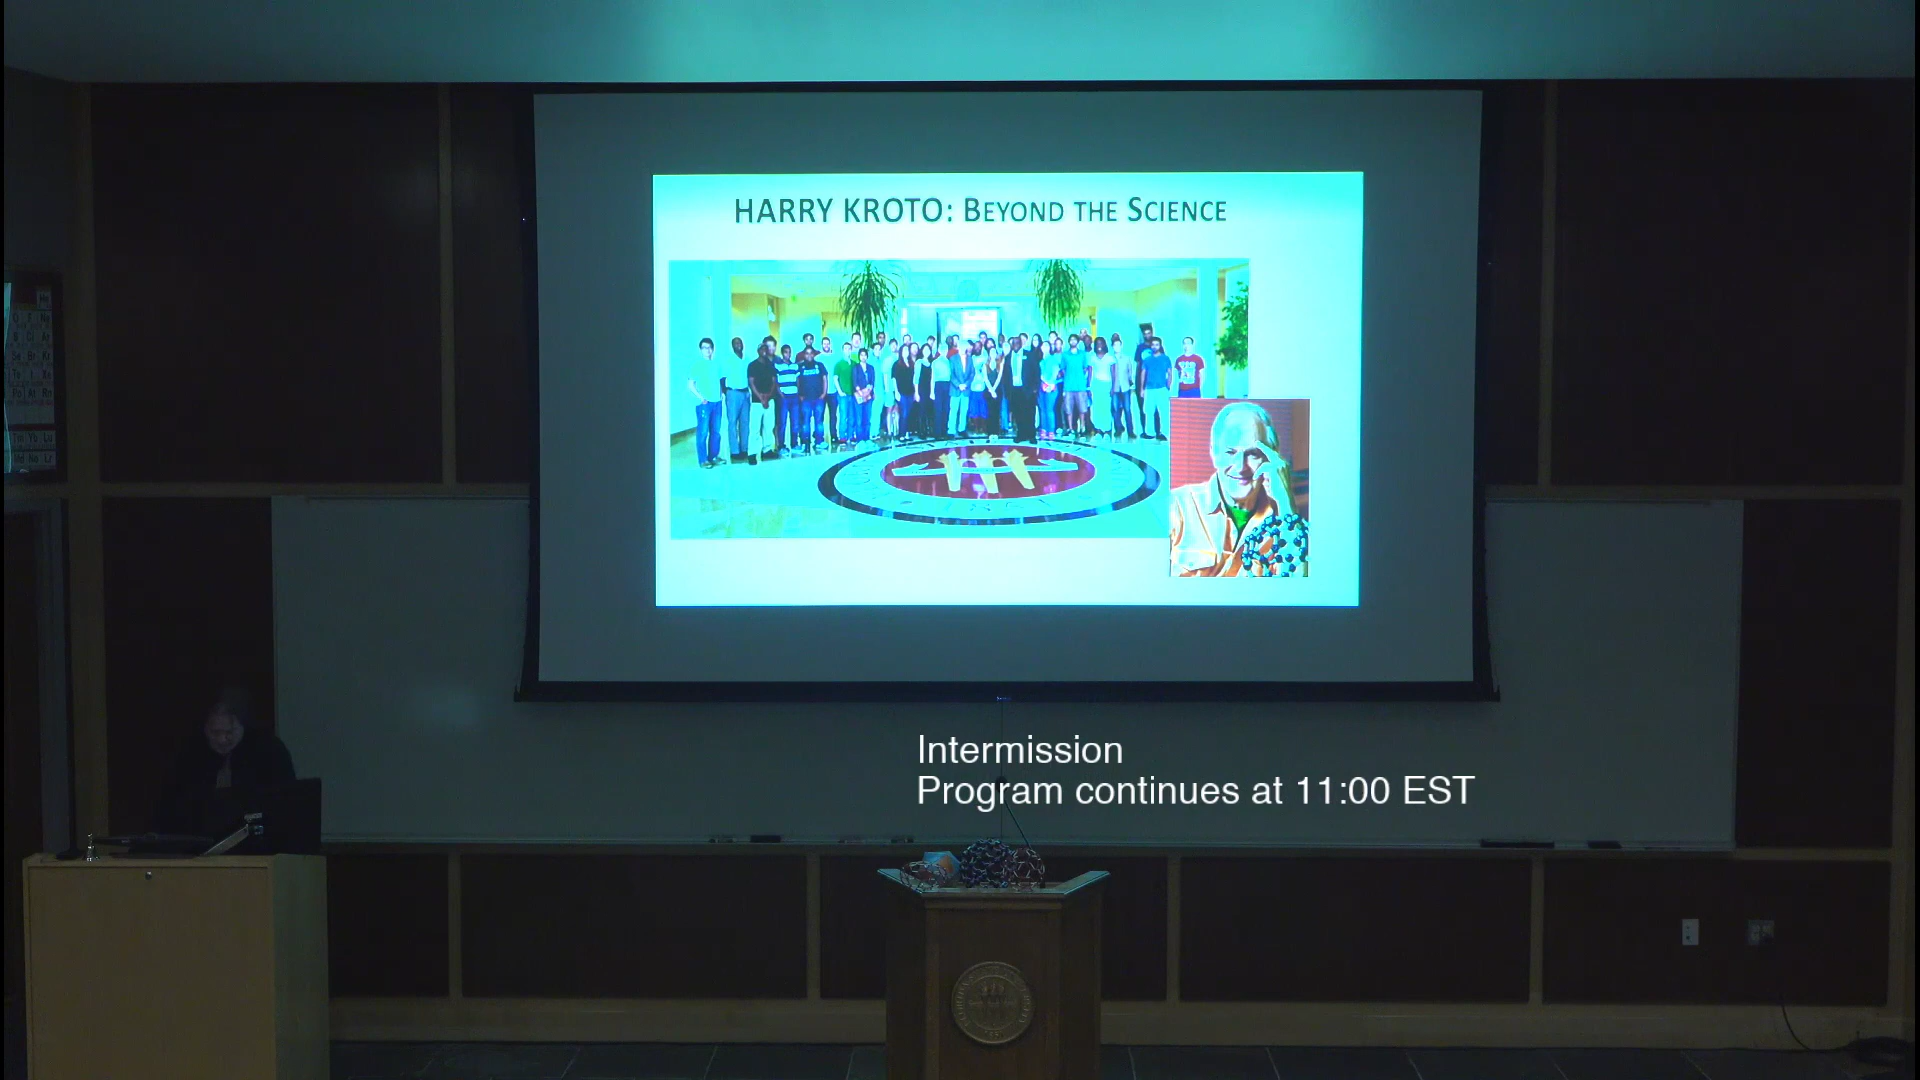 HARRY KROTO: BEYOND THE SCIENCE
Intermission
Program continues at 11:00 EST